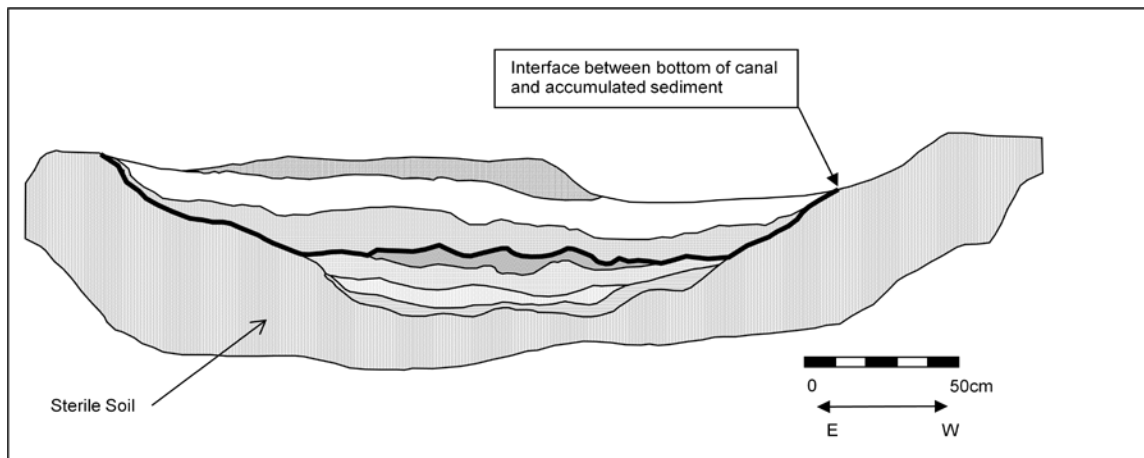 Interface between bottom of canal
and accumulated sediment
Sterile Soil
0 50cm
E W